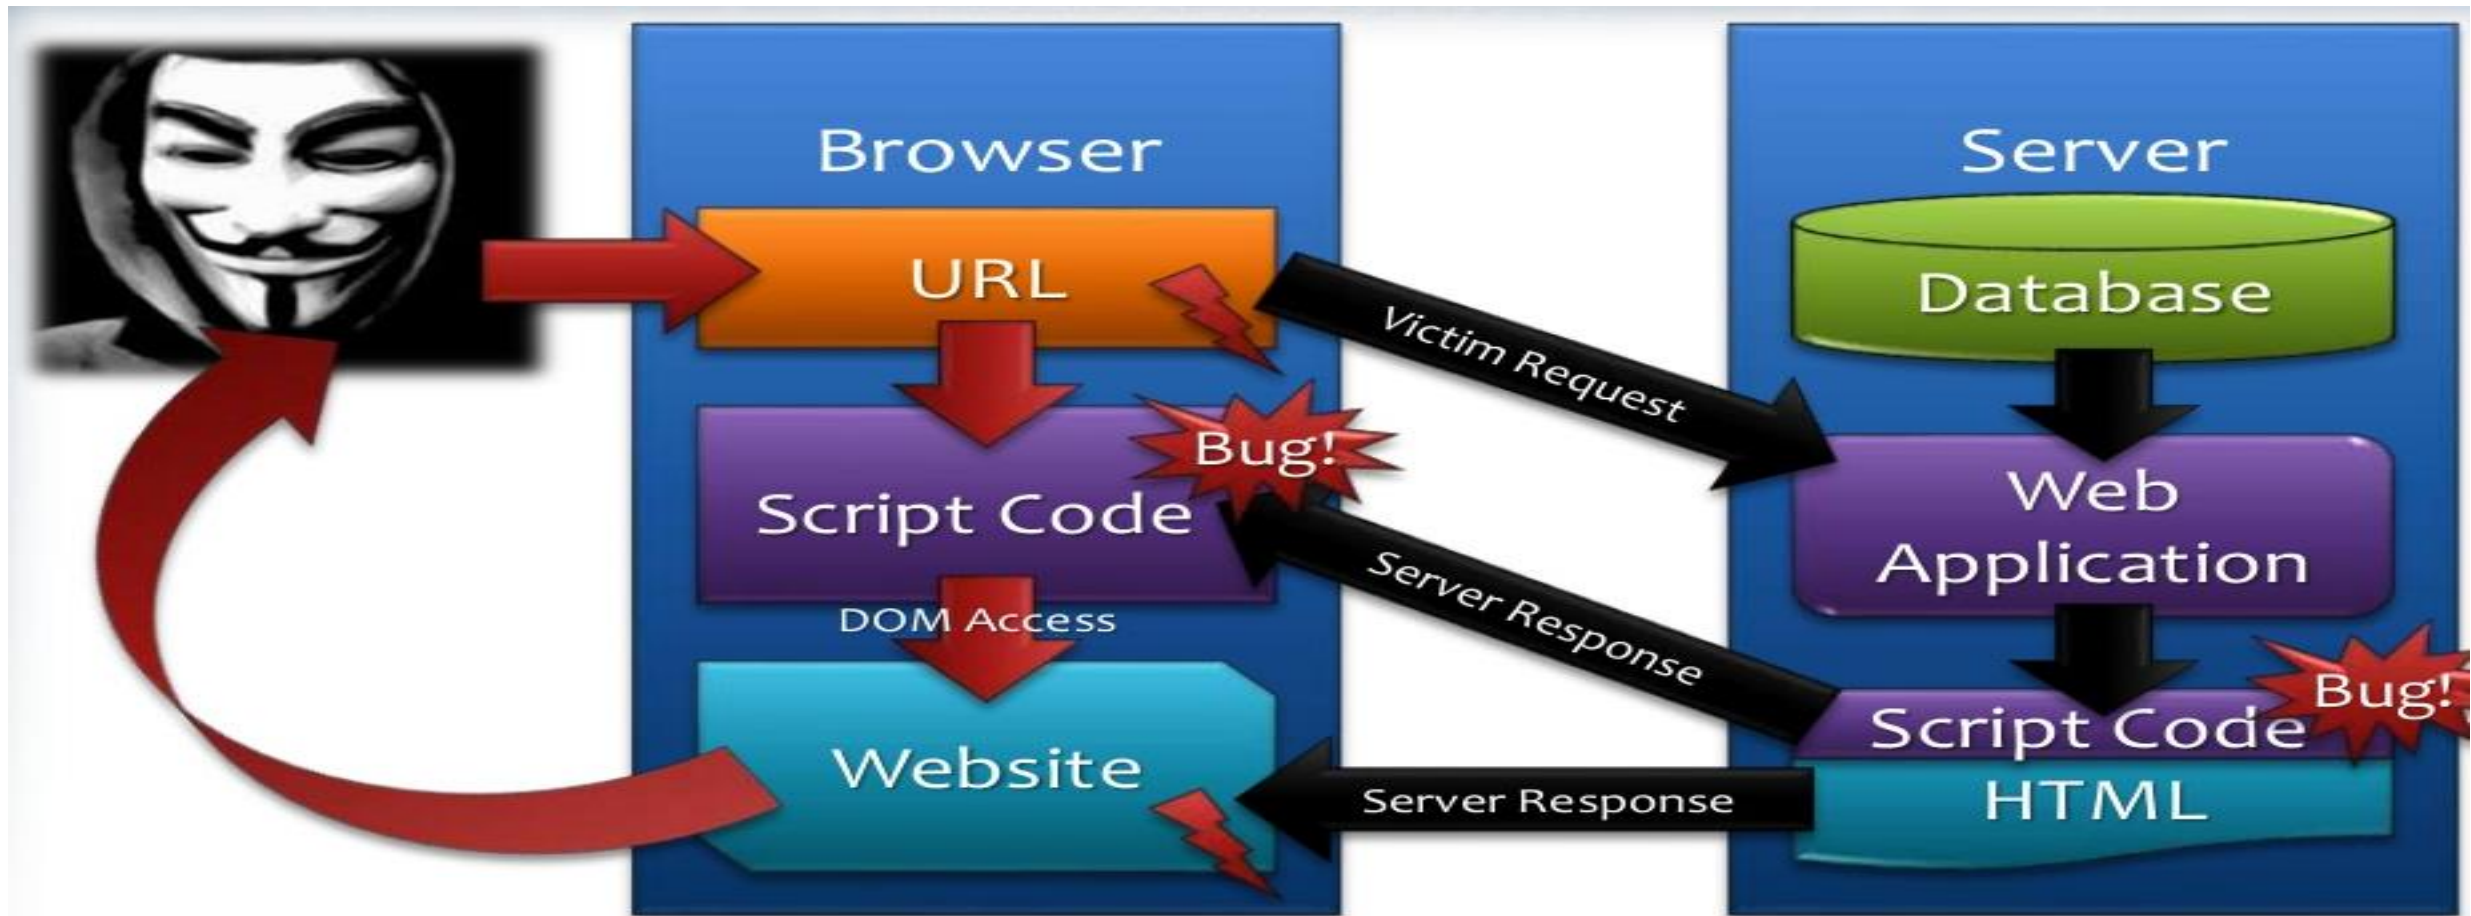 Browser
URL
Bug!
Script Code
DOM Access
Website
Victim Request
Server Response
Server Response
Server
Database
Web
Application
Script Code
Bug!
HTML